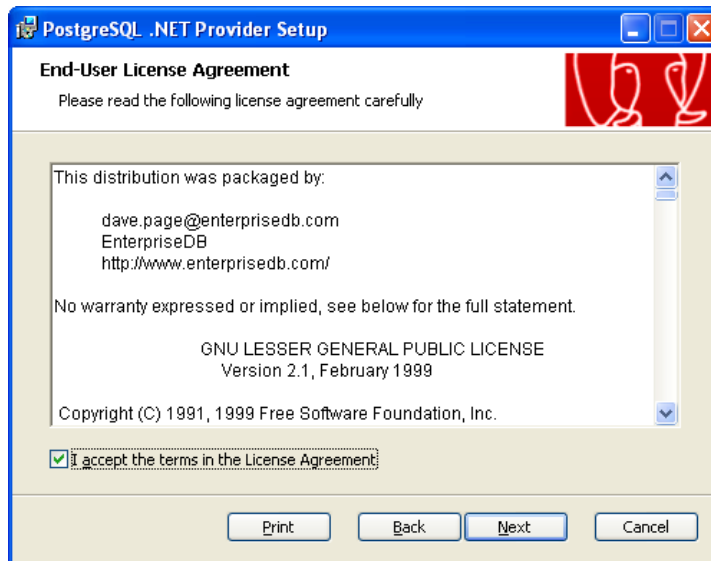 PostgreSQL .NET Provider Setup
End-User License Agreement
Please read the following license agreement carefully
This distribution was packaged by:
dave.page@enterprisedb.com
EnterpriseDB
http://www.enterprisedb.com/
No warranty expressed or implied, see below for the full statement.
GNU LESSER GENERAL PUBLIC LICENSE
Version 2.1, February 1999
Copyright (C) 1991, 1999 Free Software Foundation, Inc.
I accept the terms in the License Agreement
Print Back Next Cancel